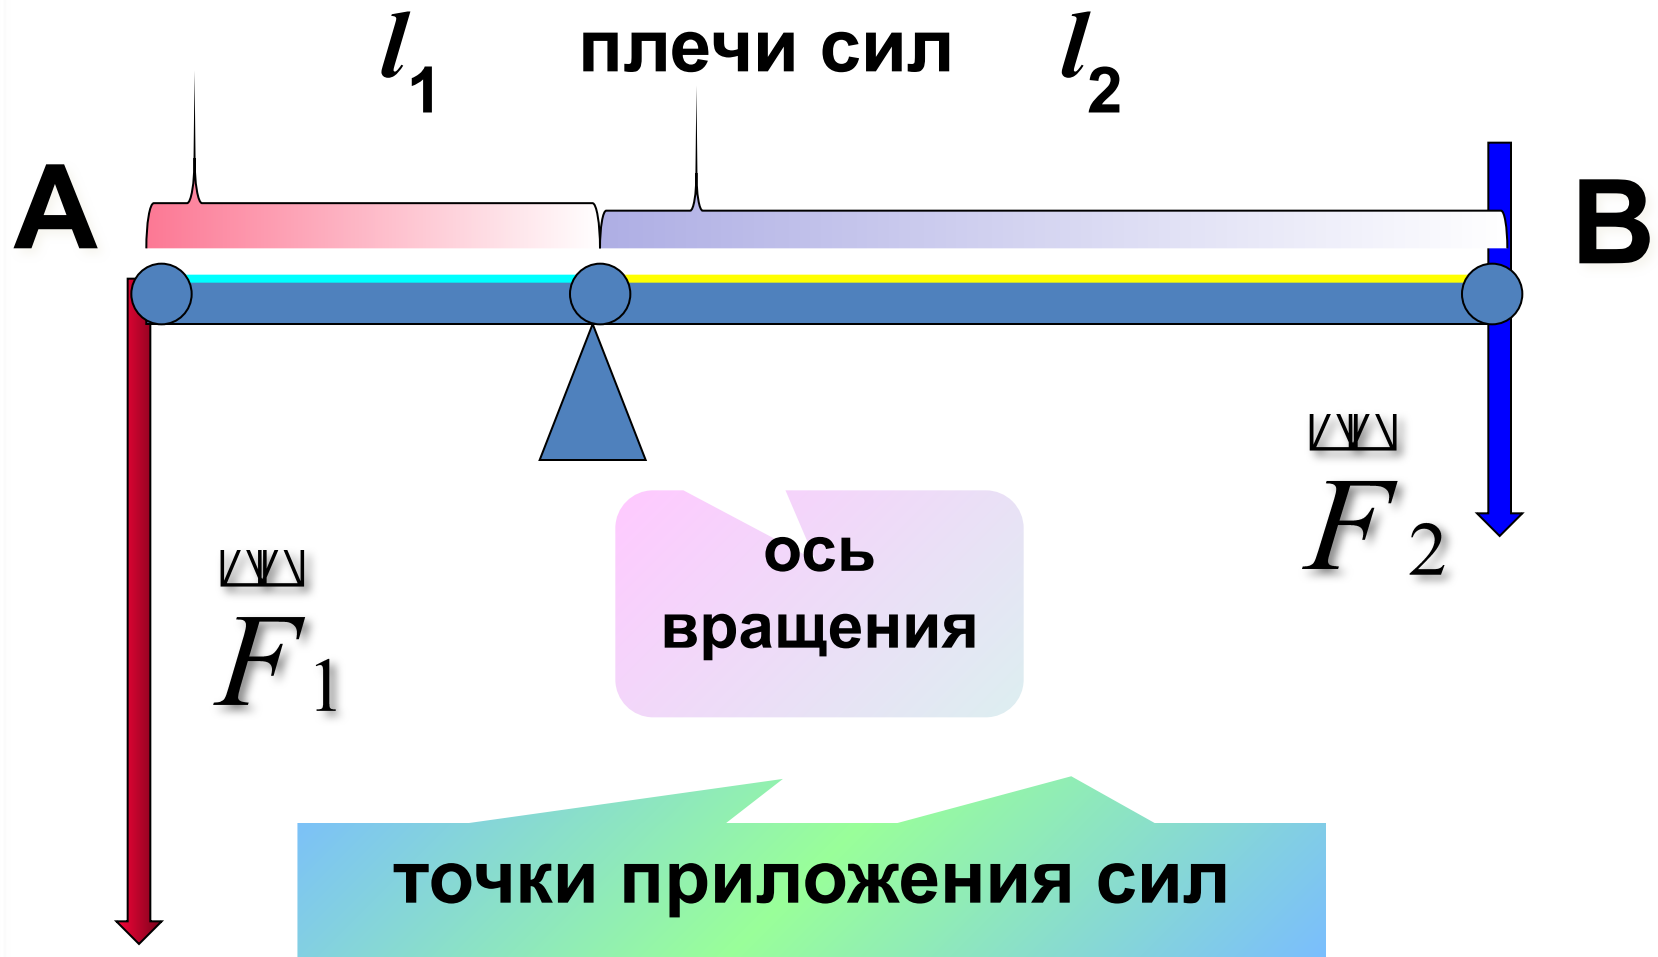 l1 плечи сил l2
А В
F1
F2
ось
вращения
точки приложения сил